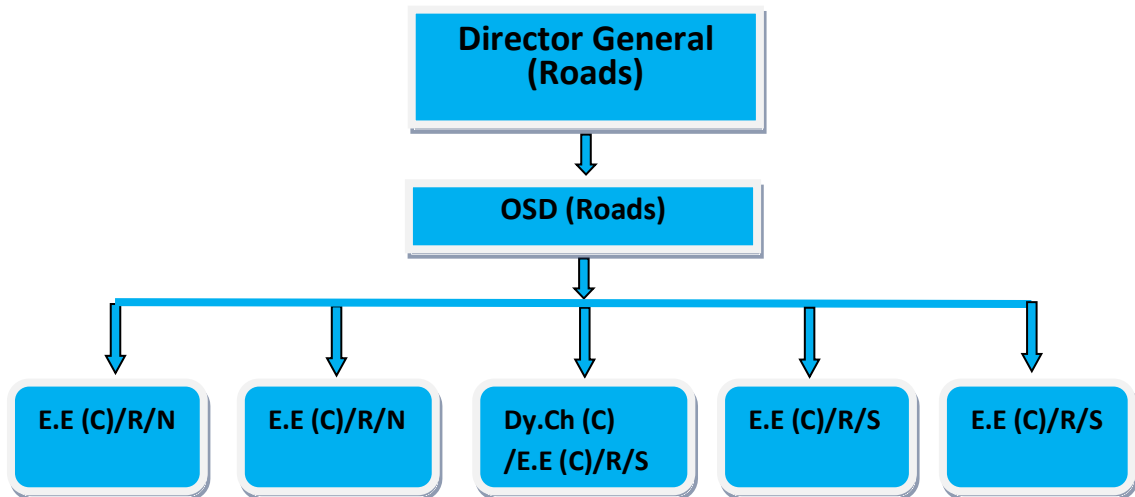 Director General
(Roads)
OSD (Roads)
E.E (C)/R/N
E.E (C)/R/N
Dy.Ch (C)
/E.E (C)/R/S
E.E (C)/R/S
E.E (C)/R/S